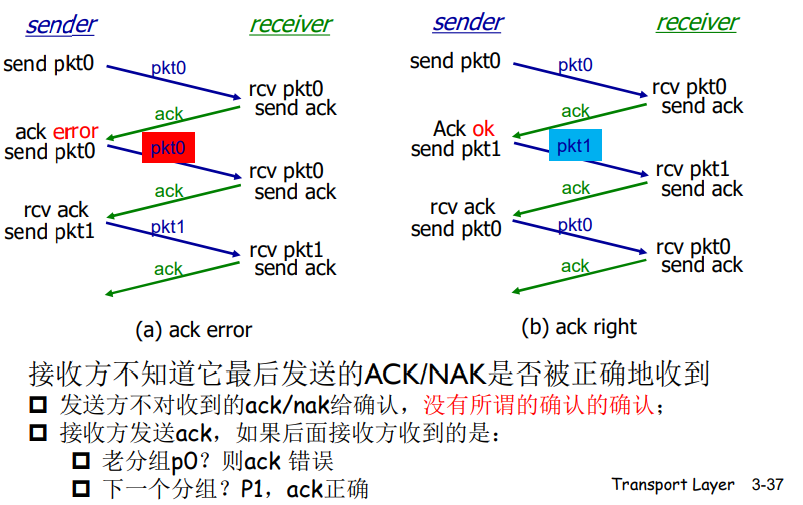 sender
receiver
send pkt0
pkt0
rcv pkt0
send ack
ack
ack error
send pkt0
pkt0
rcv pkt0
send ack
ack
rcv ack
send pkt1
pkt1
rcv pkt1
send ack
ack
(a) ack error
sender
receiver
send pkt0
pkt0
rcv pkt0
send ack
ack
Ack ok
send pkt1
pkt1
rcv pkt1
send ack
ack
rcv ack
send pkt0
pkt0
rcv pkt0
send ack
ack
(b) ack right
接收方不知道它最后发送的ACK/NAK是否被正确地收到
发送方不对收到的ack/nak给确认，没有所谓的确认的确认;
接收方发送ack，如果后面接收方收到的是：
老分组p0？则ack 错误
下一个分组？P1，ack正确
Transport Layer 3-37